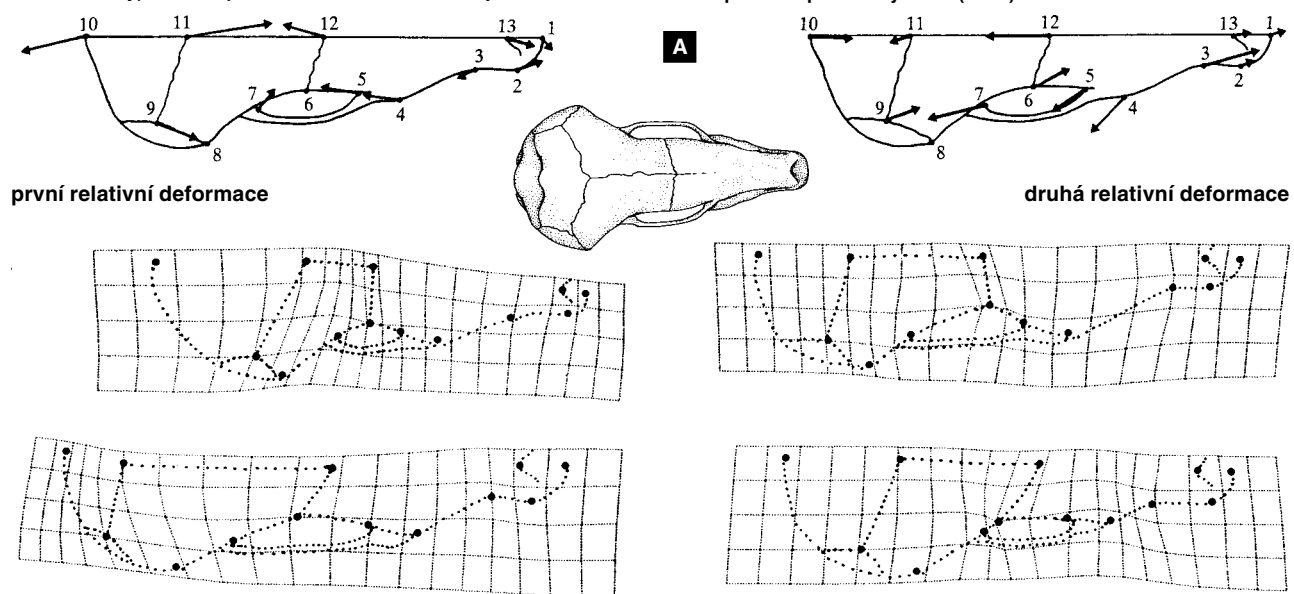 10 11 12 13 1
A
10 11 12 13 1
9 8 7 6 5 4 3 2
9 8 7 6 5 4 3 2
první relativní deformace
druhá relativní deformace